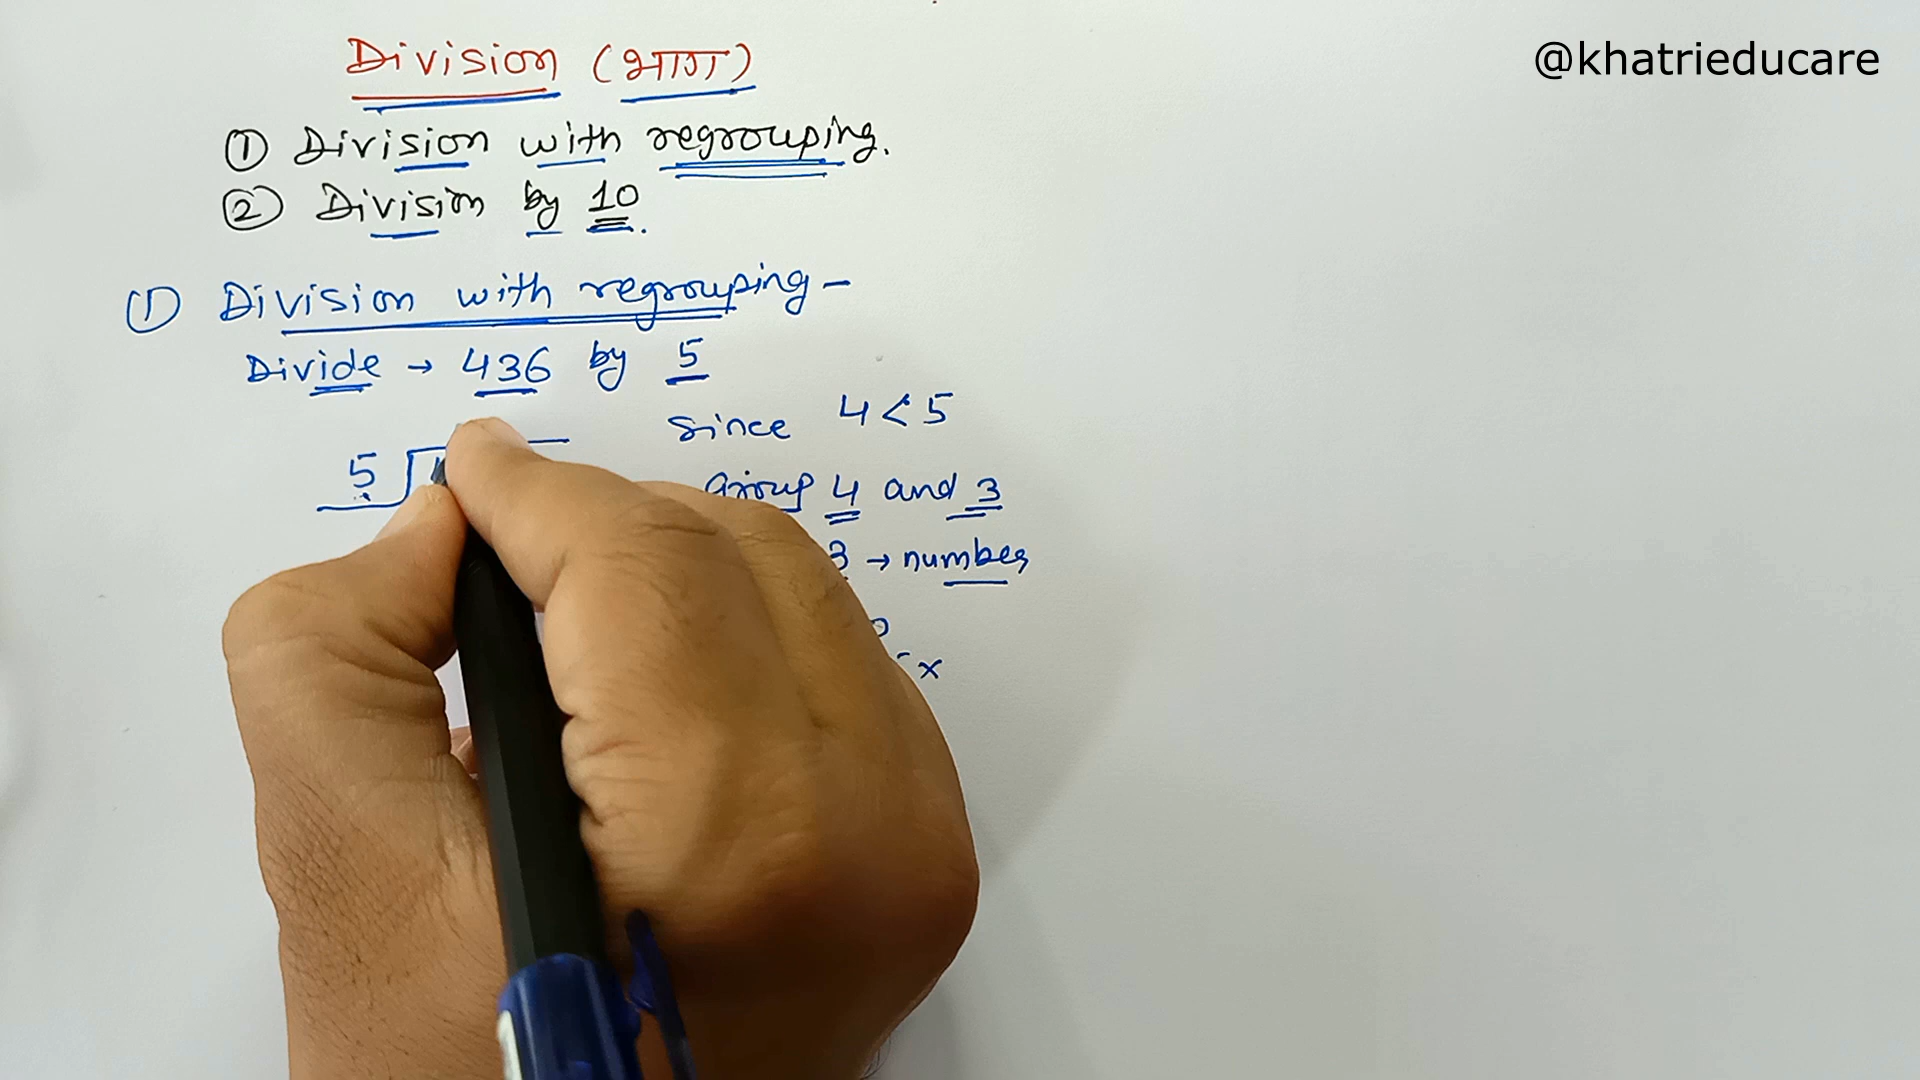 @khatrieducare
Division (भाग)
① Division with regrouping.
② Division by 10.
① Division with regrouping-
Divide → 436 by 5
Since 4 < 5
5
group 4 and 3
3 → number
x